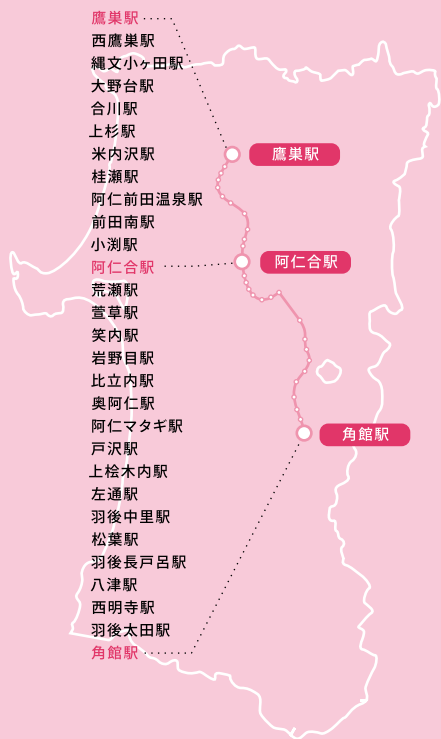 鷹巣駅
西鷹巣駅
縄文小ヶ田駅
大野台駅
合川駅
上杉駅
米内沢駅
桂瀬駅
阿仁前田温泉駅
前田南駅
小渕駅
阿仁合駅
荒瀬駅
萱草駅
笑内駅
岩野目駅
比立内駅
奥阿仁駅
阿仁マタギ駅
戸沢駅
上桧木内駅
左通駅
羽後中里駅
松葉駅
羽後長戸呂駅
八津駅
西明寺駅
羽後太田駅
角館駅
鷹巣駅
阿仁合駅
角館駅